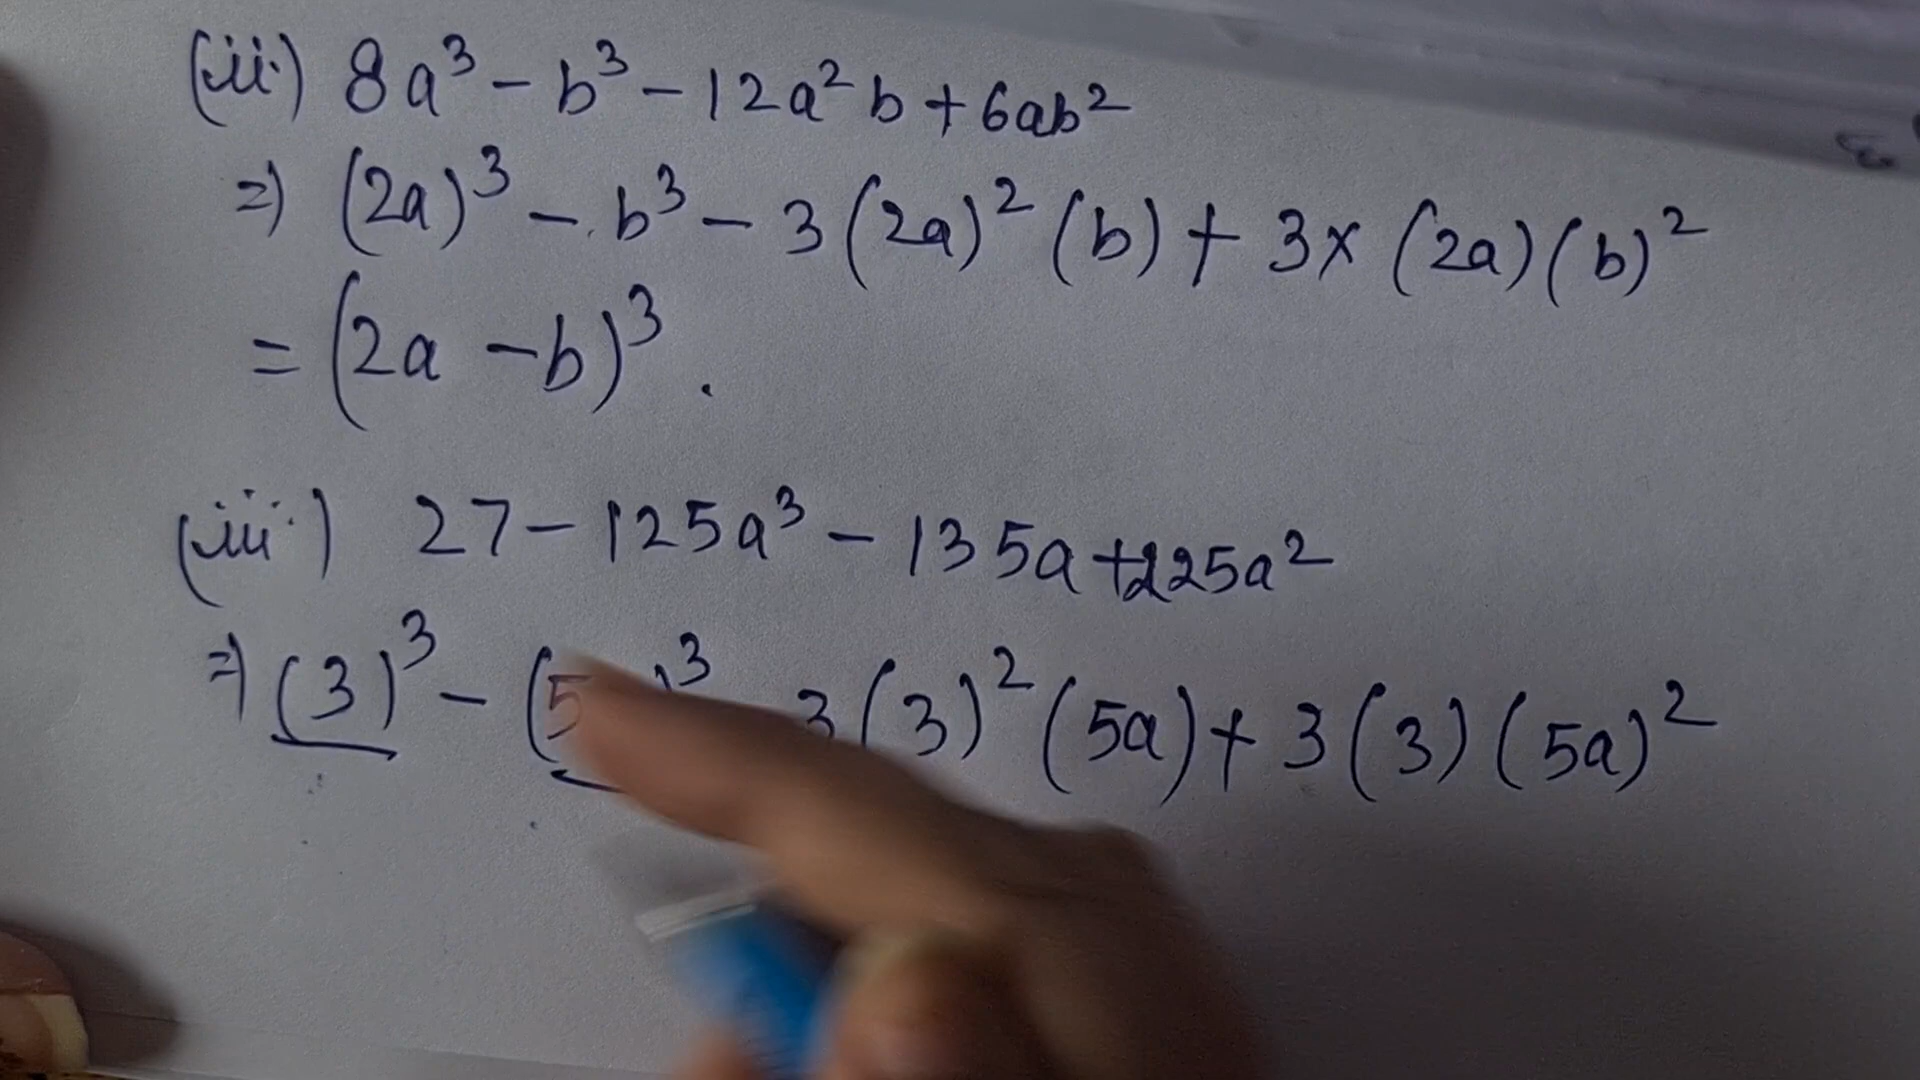 (ii) 8a³ - b³ - 12a²b + 6ab²
⇒ (2a)³ - b³ - 3(2a)²(b) + 3×(2a)(b)²
= (2a - b)³.
(iii) 27 - 125a³ - 135a + 225a²
⇒ (3)³ - (5 )³ 3(3)²(5a) + 3(3)(5a)²